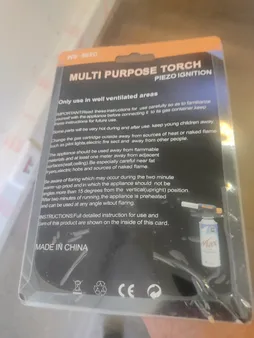 MULTI PURPOSE TORCH
PIEZO IGNITION
Only use in well ventilated areas
IMPORTANT:Read these instructions for use carefully so as to familiarize
yourself with the appliance before connecting it to its gas container keep
these instructions for future use.
Some parts will be very hot during and after use keep young children away
Change the gas cartridge outside away from sources of heat or naked flame
such as pilot lights,electric fire and away from other people.
This appliance should be used away from flammable
materials and at least one meter away from adjacent
surfaces(wall,ceiling).Be especially careful near fat
fryers,electric hobs and sources of naked flame.
Be aware of flaring which may occur during the two minute
warm-up period and in which the appliance should not be
angles more than 15 degrees from the vertical(upright) position.
After two minutes of running, the appliance is preheated
and can be used at any angle without flaring.
INSTRUCTIONS:Full detailed instruction for use and
of this product are shown on the inside of this card.
MADE IN CHINA
CE